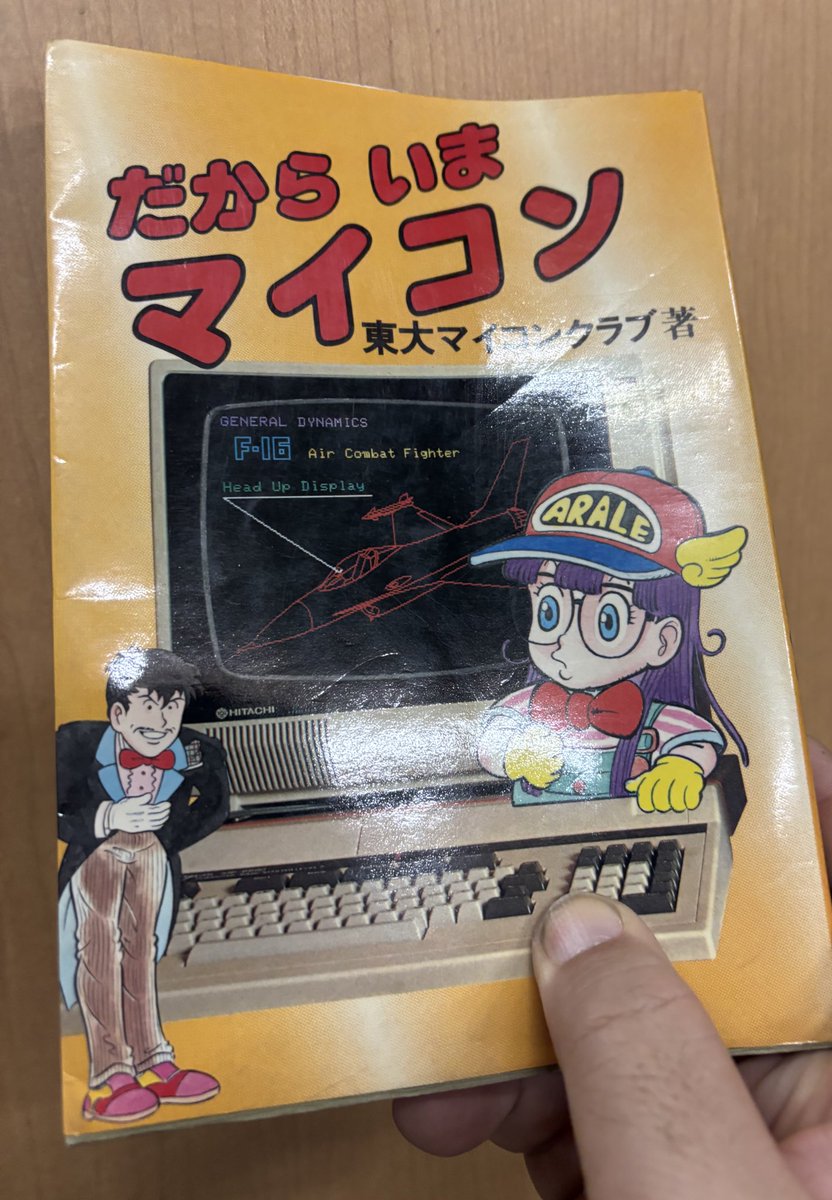 だから いま
マイコン
東大マイコンクラブ著
GENERAL DYNAMICS
F-16 Air Combat Fighter
Head Up Display
ARALE
HITACHI